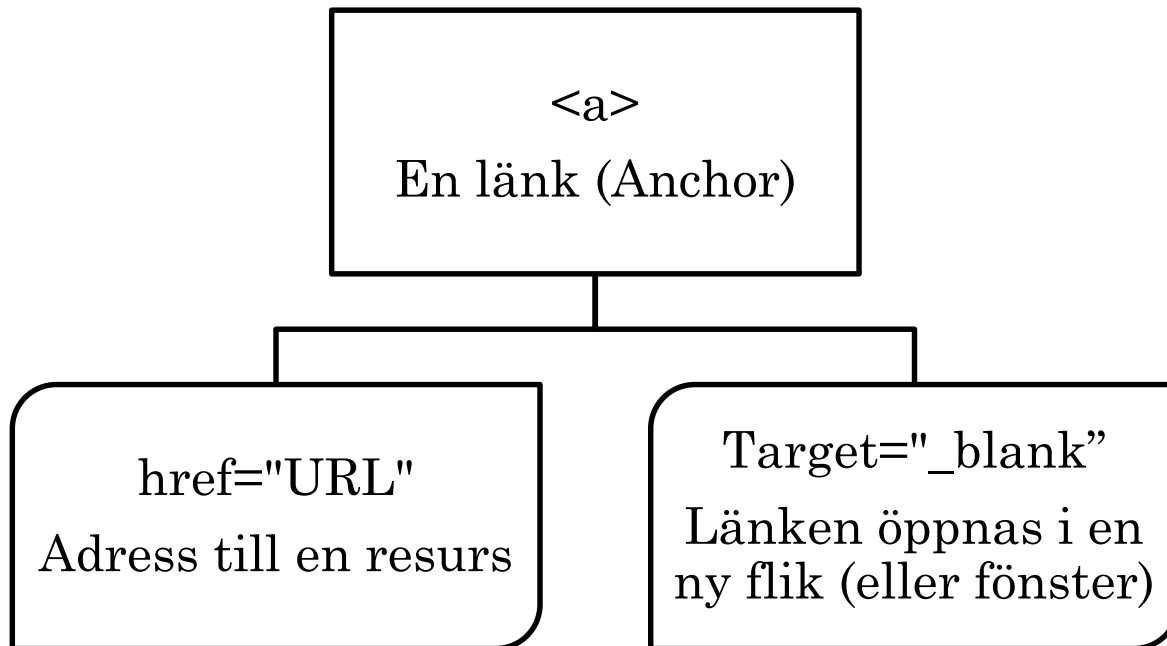 <a>
En länk (Anchor)
href="URL"
Adress till en resurs
Target="_blank”
Länken öppnas i en
ny flik (eller fönster)